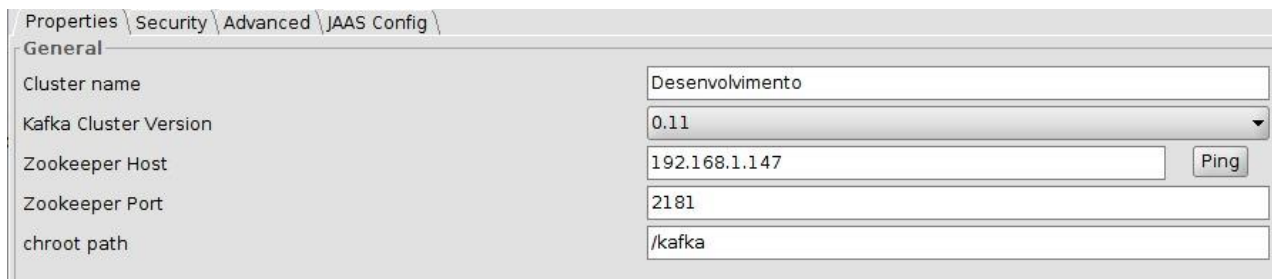 Properties Security Advanced JAAS Config
General
Cluster name Desenvolvimento
Kafka Cluster Version 0.11
Zookeeper Host 192.168.1.147 Ping
Zookeeper Port 2181
chroot path /kafka